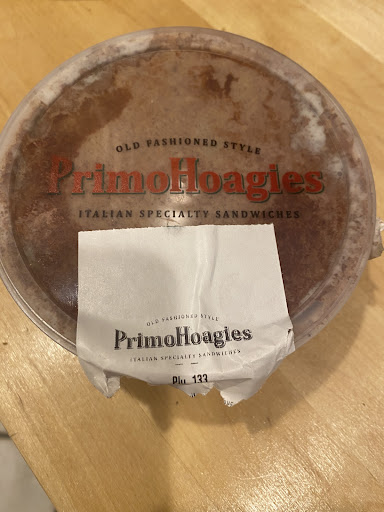 OLD FASHIONED STYLE
PrimoHoagies
ITALIAN SPECIALTY SANDWICHES
OLD FASHIONED STYLE
PrimoHoagies
ITALIAN SPECIALTY SANDWICHES
Plu 133